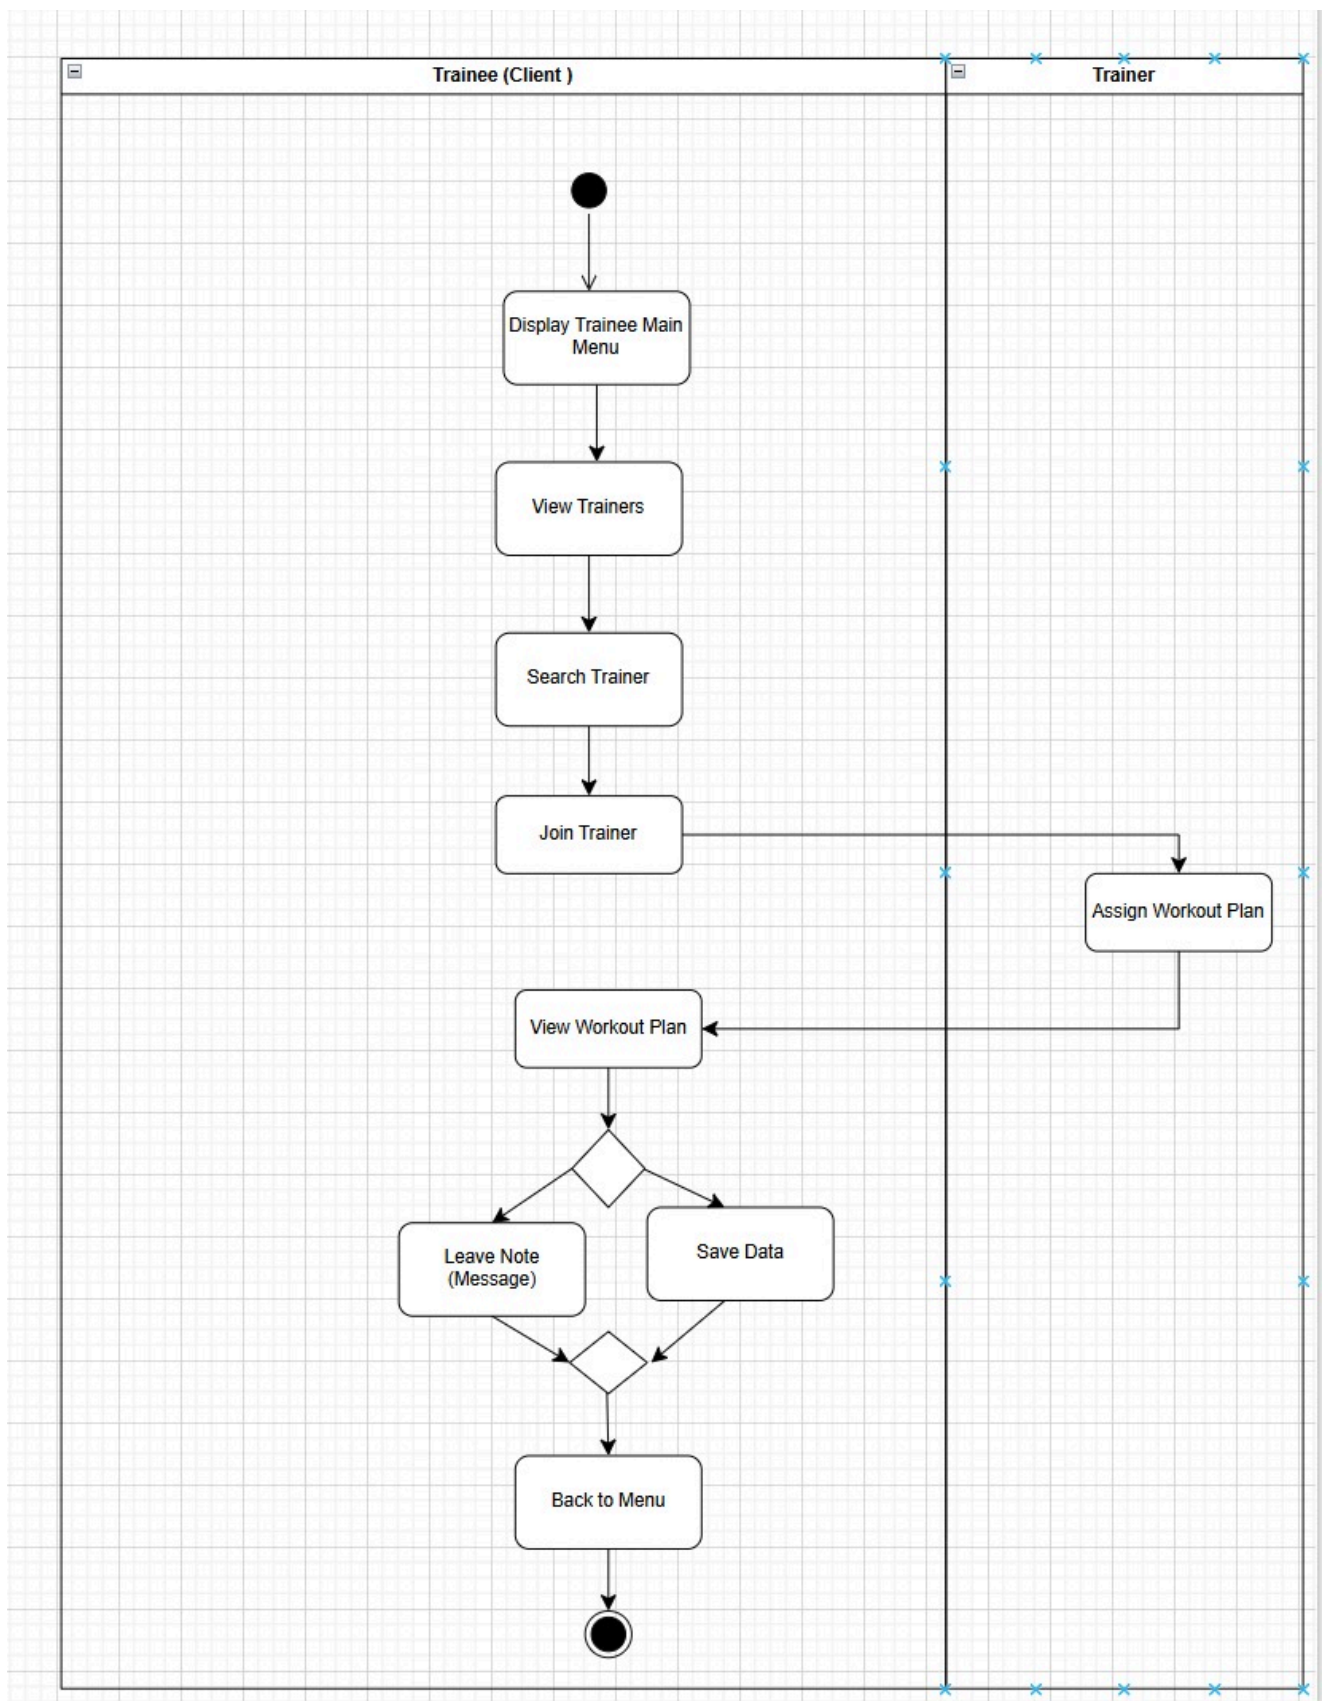 Trainee (Client )
Trainer
Display Trainee Main
Menu
View Trainers
Search Trainer
Join Trainer
Assign Workout Plan
View Workout Plan
Leave Note
(Message)
Save Data
Back to Menu